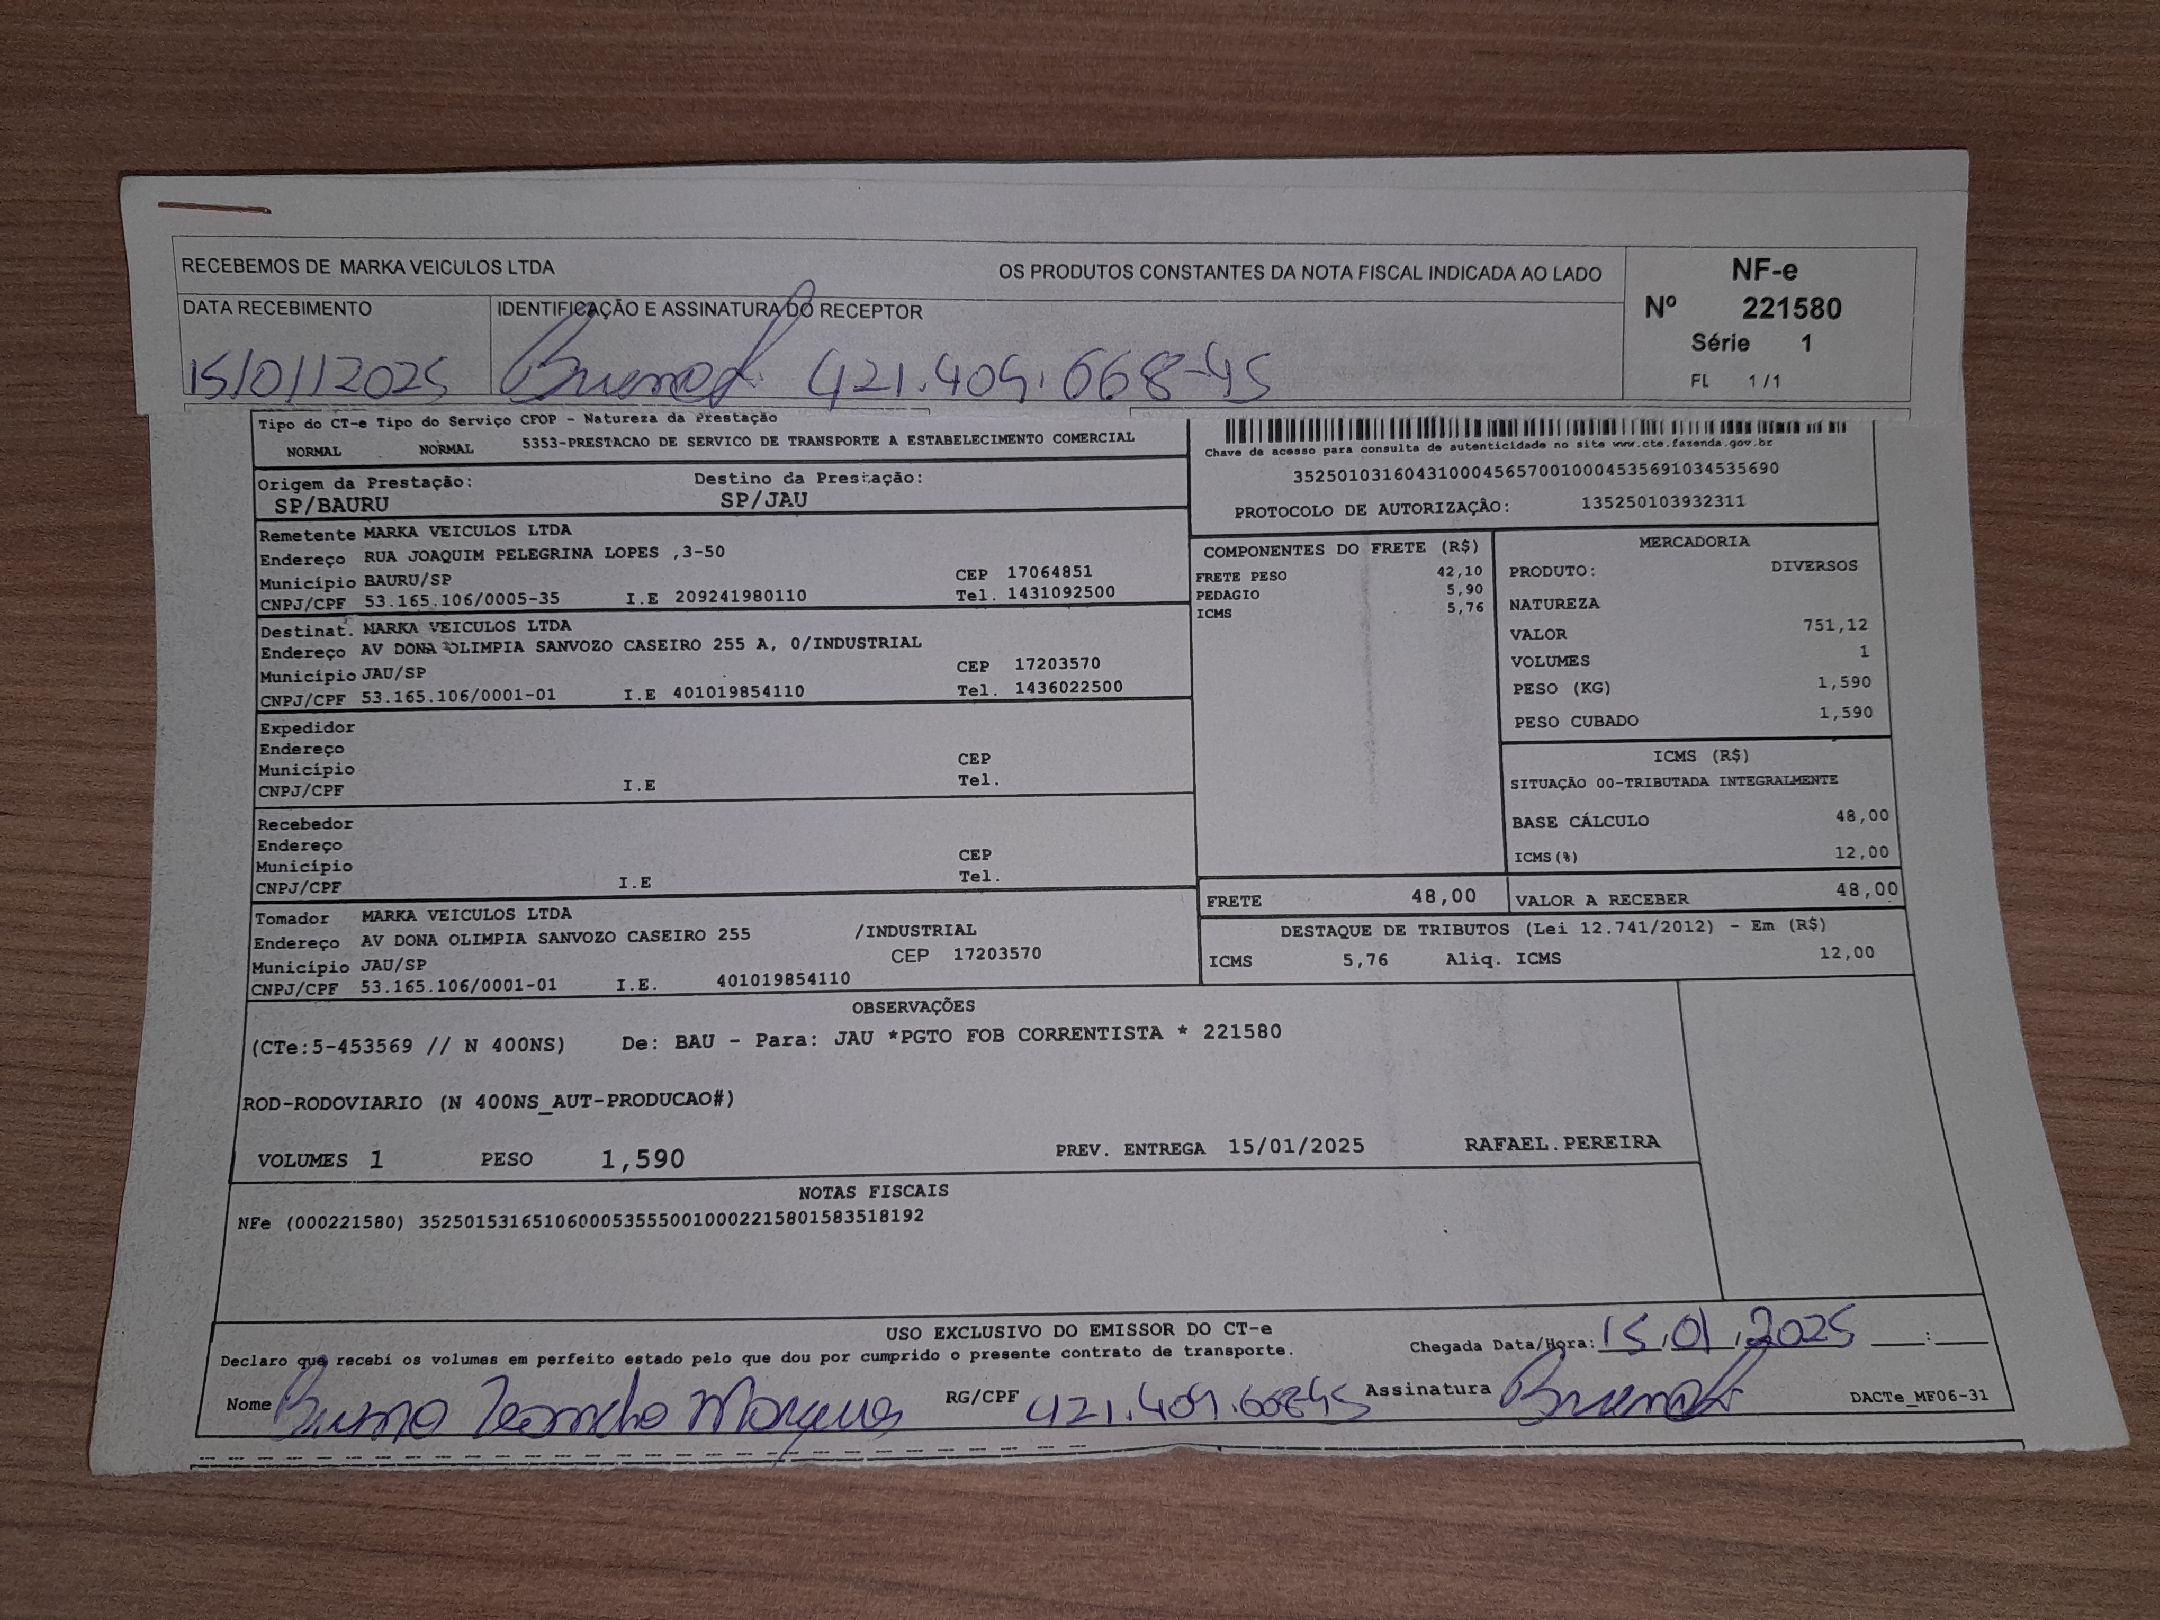 RECEBEMOS DE MARKA VEICULOS LTDA OS PRODUTOS CONSTANTES DA NOTA FISCAL INDICADA AO LADO
NF-e
Nº 221580
Série 1
FL 1 /1
DATA RECEBIMENTO IDENTIFICAÇÃO E ASSINATURA DO RECEPTOR
15/01/2025 421.409.668-45
Tipo do CT-e Tipo do Serviço CFOP - Natureza da Prestação
NORMAL NORMAL 5353-PRESTACAO DE SERVICO DE TRANSPORTE A ESTABELECIMENTO COMERCIAL
Chave de acesso para consulta de autenticidade no site www.cte.fazenda.gov.br
35250103160431000456570010004535691034535690
PROTOCOLO DE AUTORIZAÇÃO: 135250103932311
Origem da Prestação: Destino da Prestação:
SP/BAURU SP/JAU
Remetente MARKA VEICULOS LTDA
Endereço RUA JOAQUIM PELEGRINA LOPES ,3-50
Município BAURU/SP CEP 17064851
CNPJ/CPF 53.165.106/0005-35 I.E 209241980110 Tel. 1431092500
Destinat. MARKA VEICULOS LTDA
Endereço AV DONA OLIMPIA SANVOZO CASEIRO 255 A, 0/INDUSTRIAL
Município JAU/SP CEP 17203570
CNPJ/CPF 53.165.106/0001-01 I.E 401019854110 Tel. 1436022500
Expedidor
Endereço
Município CEP
CNPJ/CPF I.E Tel.
Recebedor
Endereço
Município CEP
CNPJ/CPF I.E Tel.
Tomador MARKA VEICULOS LTDA
Endereço AV DONA OLIMPIA SANVOZO CASEIRO 255 /INDUSTRIAL
Município JAU/SP CEP 17203570
CNPJ/CPF 53.165.106/0001-01 I.E. 401019854110
COMPONENTES DO FRETE (R$)
FRETE PESO 42,10
PEDAGIO 5,90
ICMS 5,76
MERCADORIA
PRODUTO: DIVERSOS
NATUREZA
VALOR 751,12
VOLUMES 1
PESO (KG) 1,590
PESO CUBADO 1,590
ICMS (R$)
SITUAÇÃO 00-TRIBUTADA INTEGRALMENTE
BASE CÁLCULO 48,00
ICMS(%) 12,00
FRETE 48,00 VALOR A RECEBER 48,00
DESTAQUE DE TRIBUTOS (Lei 12.741/2012) - Em (R$)
ICMS 5,76 Aliq. ICMS 12,00
OBSERVAÇÕES
(CTe:5-453569 // N 400NS) De: BAU - Para: JAU *PGTO FOB CORRENTISTA * 221580
ROD-RODOVIARIO (N 400NS_AUT-PRODUCAO#)
VOLUMES 1 PESO 1,590 PREV. ENTREGA 15/01/2025 RAFAEL.PEREIRA
NOTAS FISCAIS
NFe (000221580) 35250153165106000535550010002215801583518192
USO EXCLUSIVO DO EMISSOR DO CT-e
Declaro que recebi os volumes em perfeito estado pelo que dou por cumprido o presente contrato de transporte.
Chegada Data/Hora: 15/01/2025 ___:___
Nome Bruno Leandro Marques RG/CPF 421.409.668-45 Assinatura
DACTe_MF06-31